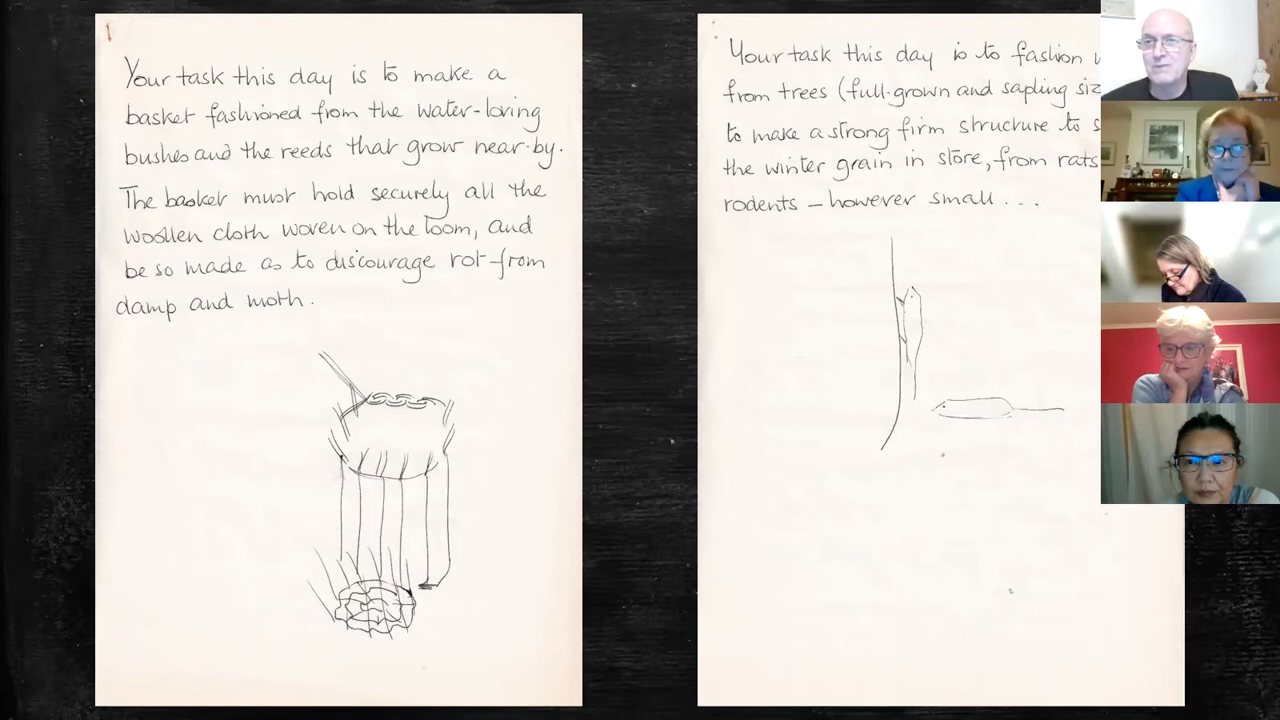 Your task this day is to make a
basket fashioned from the water-loving
bushes and the reeds that grow near-by.
The basket must hold securely all the
woollen cloth woven on the loom, and
be so made as to discourage rot from
damp and moth.
Your task this day is to fashion
from trees (full-grown and sapling siz
to make a strong firm structure to s
the winter grain in store, from rats
rodents – however small . . .